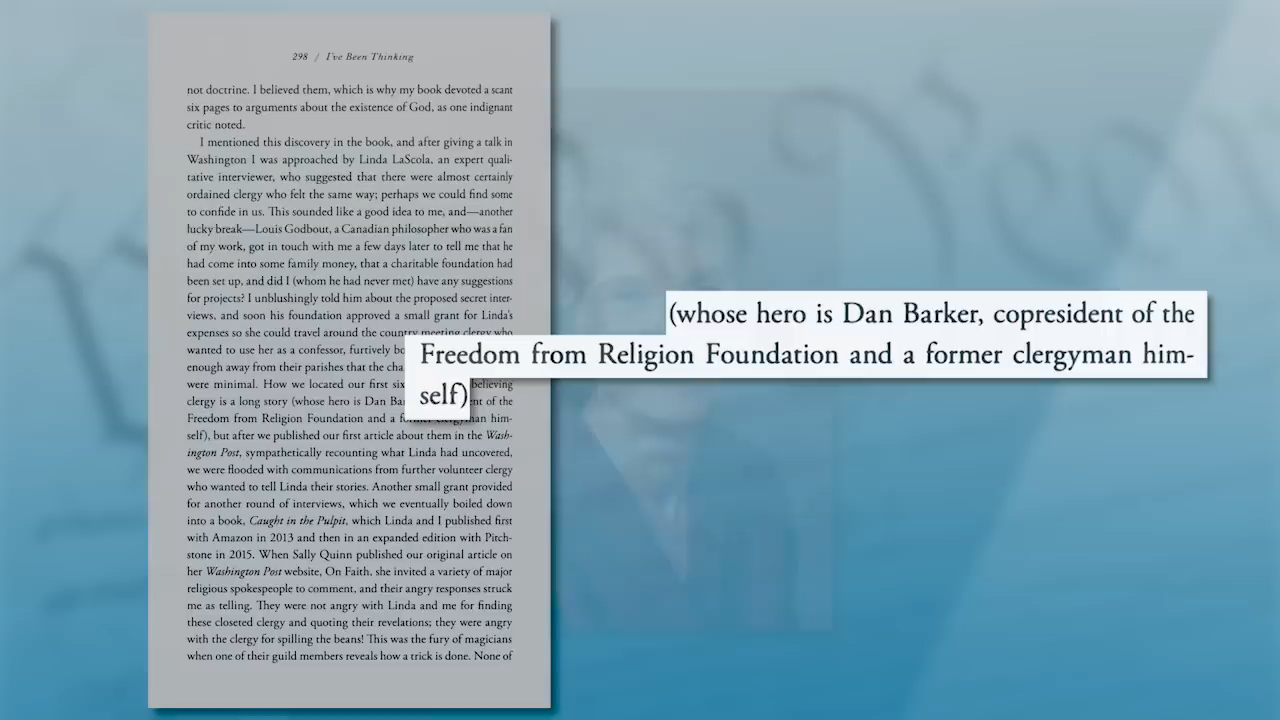 298 / I've Been Thinking
not doctrine. I believed them, which is why my book devoted a scant
six pages to arguments about the existence of God, as one indignant
critic noted.
I mentioned this discovery in the book, and after giving a talk in
Washington I was approached by Linda LaScola, an expert quali-
tative interviewer, who suggested that there were almost certainly
ordained clergy who felt the same way; perhaps we could find some
to confide in us. This sounded like a good idea to me, and—another
lucky break—Louis Godbout, a Canadian philosopher who was a fan
of my work, got in touch with me a few days later to tell me that he
had come into some family money, that a charitable foundation had
been set up, and did I (whom he had never met) have any suggestions
for projects? I unblushingly told him about the proposed secret inter-
views, and soon his foundation approved a small grant for Linda's
expenses so she could travel around the country meeting clergy who
wanted to use her as a confessor, furtively bo
enough away from their parishes that the cha
were minimal. How we located our first six believing
clergy is a long story (whose hero is Dan Ba nt of the
Freedom from Religion Foundation and a former clergyman him-
self), but after we published our first article about them in the Wash-
ington Post, sympathetically recounting what Linda had uncovered,
we were flooded with communications from further volunteer clergy
who wanted to tell Linda their stories. Another small grant provided
for another round of interviews, which we eventually boiled down
into a book, Caught in the Pulpit, which Linda and I published first
with Amazon in 2013 and then in an expanded edition with Pitch-
stone in 2015. When Sally Quinn published our original article on
her Washington Post website, On Faith, she invited a variety of major
religious spokespeople to comment, and their angry responses struck
me as telling. They were not angry with Linda and me for finding
these closeted clergy and quoting their revelations; they were angry
with the clergy for spilling the beans! This was the fury of magicians
when one of their guild members reveals how a trick is done. None of
(whose hero is Dan Barker, copresident of the
Freedom from Religion Foundation and a former clergyman him-
self)